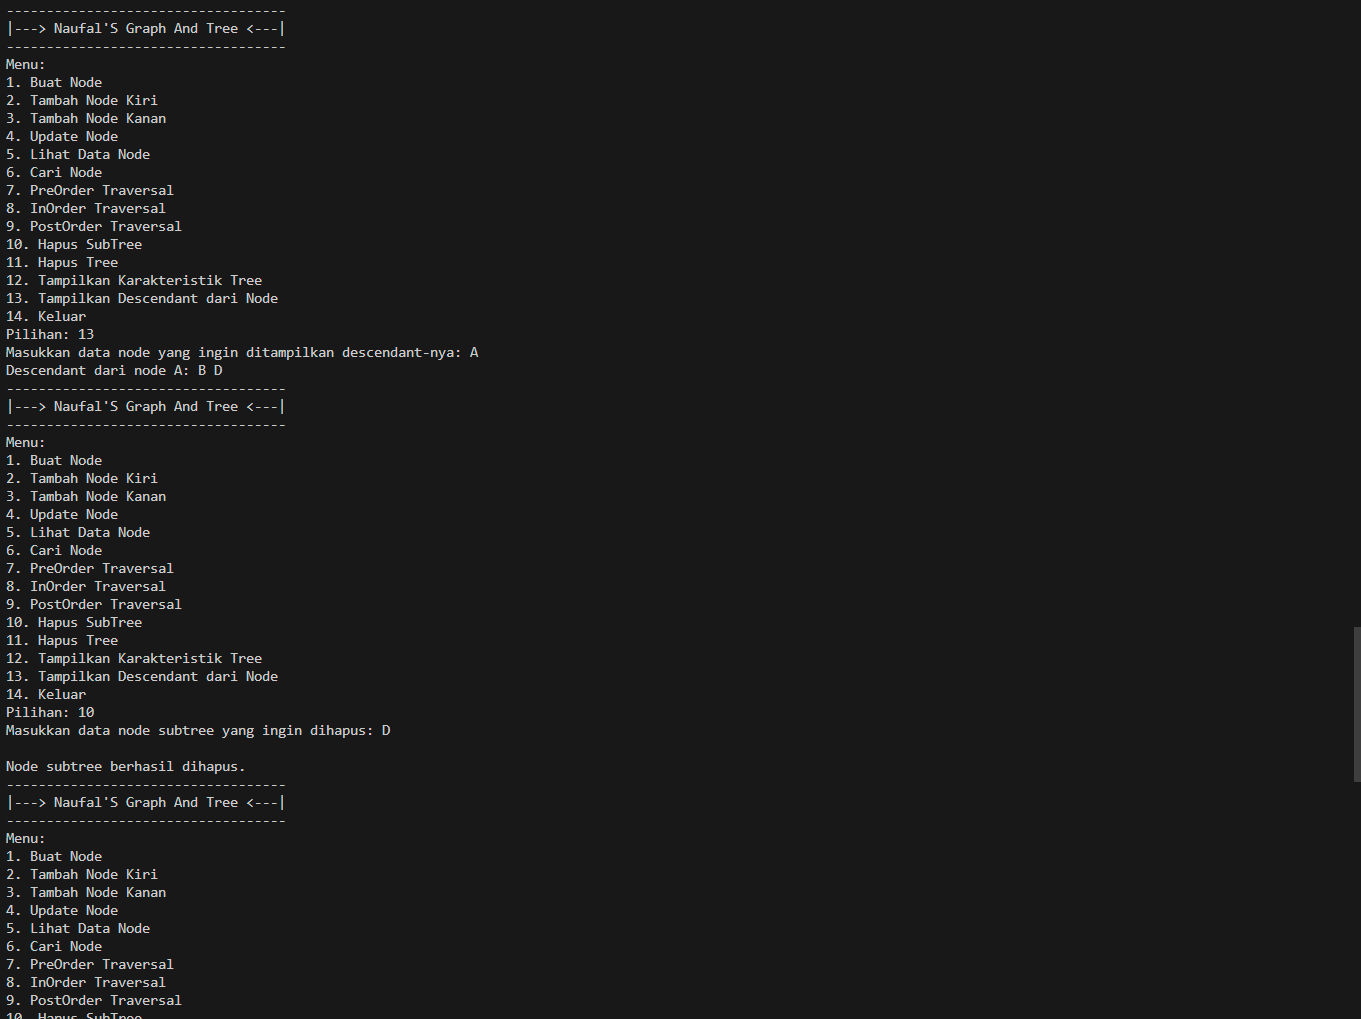 -----------------------------------
|---> Naufal'S Graph And Tree <---|
-----------------------------------
Menu:
1. Buat Node
2. Tambah Node Kiri
3. Tambah Node Kanan
4. Update Node
5. Lihat Data Node
6. Cari Node
7. PreOrder Traversal
8. InOrder Traversal
9. PostOrder Traversal
10. Hapus SubTree
11. Hapus Tree
12. Tampilkan Karakteristik Tree
13. Tampilkan Descendant dari Node
14. Keluar
Pilihan: 13
Masukkan data node yang ingin ditampilkan descendant-nya: A
Descendant dari node A: B D
-----------------------------------
|---> Naufal'S Graph And Tree <---|
-----------------------------------
Menu:
1. Buat Node
2. Tambah Node Kiri
3. Tambah Node Kanan
4. Update Node
5. Lihat Data Node
6. Cari Node
7. PreOrder Traversal
8. InOrder Traversal
9. PostOrder Traversal
10. Hapus SubTree
11. Hapus Tree
12. Tampilkan Karakteristik Tree
13. Tampilkan Descendant dari Node
14. Keluar
Pilihan: 10
Masukkan data node subtree yang ingin dihapus: D

Node subtree berhasil dihapus.
-----------------------------------
|---> Naufal'S Graph And Tree <---|
-----------------------------------
Menu:
1. Buat Node
2. Tambah Node Kiri
3. Tambah Node Kanan
4. Update Node
5. Lihat Data Node
6. Cari Node
7. PreOrder Traversal
8. InOrder Traversal
9. PostOrder Traversal
10. Hapus SubTree